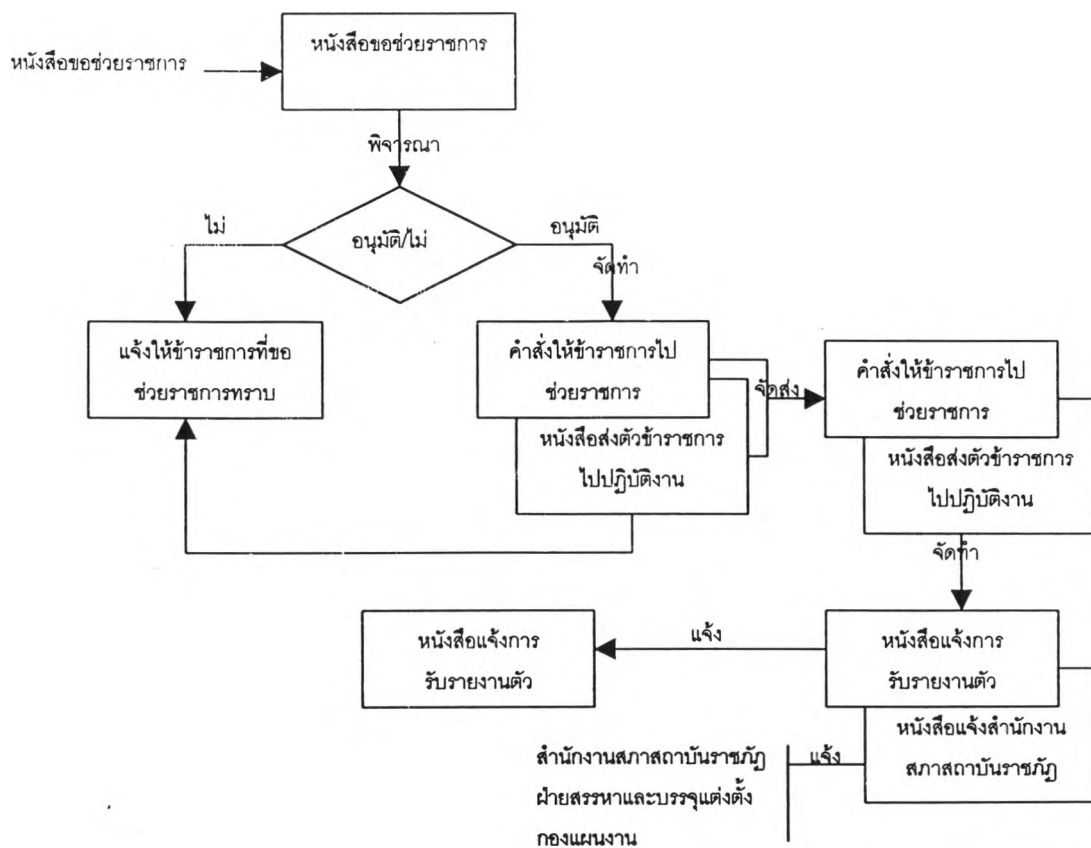 หนังสือขอช่วยราชการ
หนังสือขอช่วยราชการ
พิจารณา
ไม่
อนุมัติ/ไม่
อนุมัติ
จัดทำ
แจ้งให้ข้าราชการที่ขอ
ช่วยราชการทราบ
คำสั่งให้ข้าราชการไป
ช่วยราชการ
หนังสือส่งตัวข้าราชการ
ไปปฏิบัติงาน
จัดส่ง
คำสั่งให้ข้าราชการไป
ช่วยราชการ
หนังสือส่งตัวข้าราชการ
ไปปฏิบัติงาน
จัดทำ
หนังสือแจ้งการ
รับรายงานตัว
แจ้ง
หนังสือแจ้งการ
รับรายงานตัว
หนังสือแจ้งสำนักงาน
สภาสถาบันราชภัฏ
แจ้ง
สำนักงานสภาสถาบันราชภัฏ
ฝ่ายสรรหาและบรรจุแต่งตั้ง
กองแผนงาน